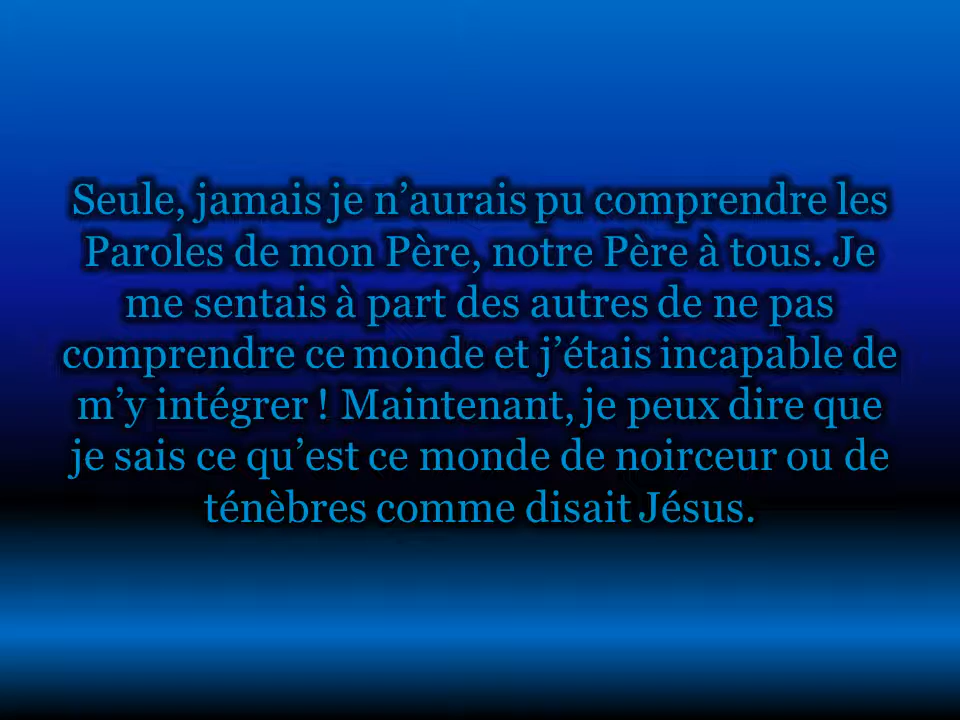 Seule, jamais je n’aurais pu comprendre les
Paroles de mon Père, notre Père à tous. Je
me sentais à part des autres de ne pas
comprendre ce monde et j’étais incapable de
m’y intégrer ! Maintenant, je peux dire que
je sais ce qu’est ce monde de noirceur ou de
ténèbres comme disait Jésus.